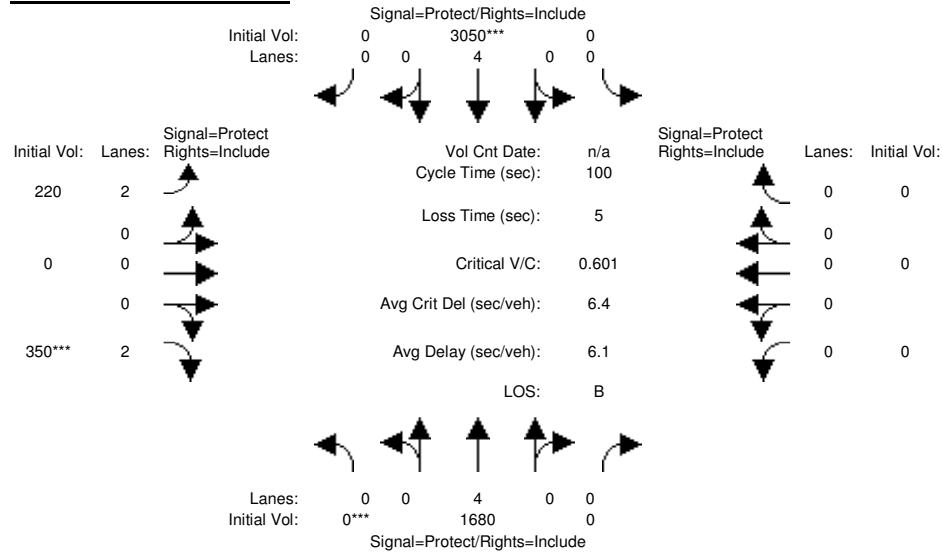 Signal=Protect/Rights=Include
Initial Vol: 0 3050*** 0
Lanes: 0 0 4 0 0
Signal=Protect Signal=Protect
Initial Vol: Lanes: Rights=Include Vol Cnt Date: n/a Rights=Include Lanes: Initial Vol:
Cycle Time (sec): 100
220 2 0 0
Loss Time (sec): 5
0 0
0 0 Critical V/C: 0.601 0 0
0 Avg Crit Del (sec/veh): 6.4 0
350*** 2 Avg Delay (sec/veh): 6.1 0 0
LOS: B
Lanes: 0 0 4 0 0
Initial Vol: 0*** 1680 0
Signal=Protect/Rights=Include